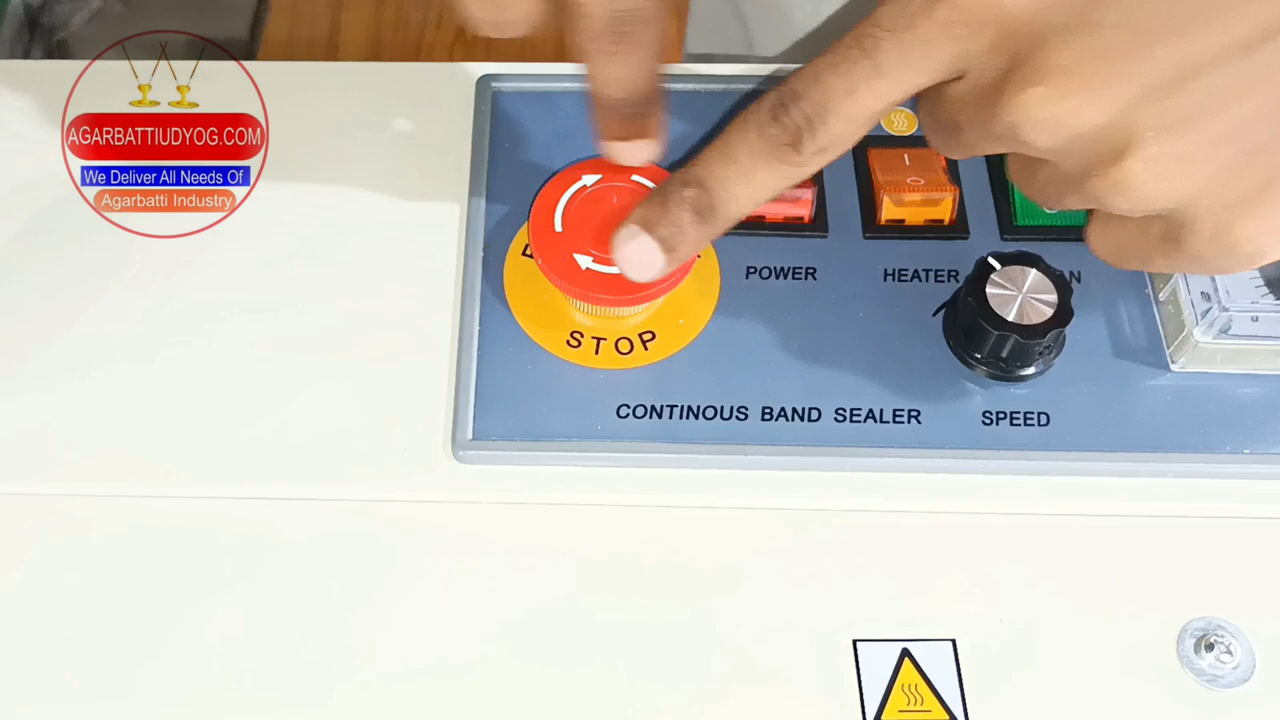 AGARBATTIUDYOG.COM
We Deliver All Needs Of
Agarbatti Industry
STOP
POWER
HEATER
CONTINOUS BAND SEALER
SPEED